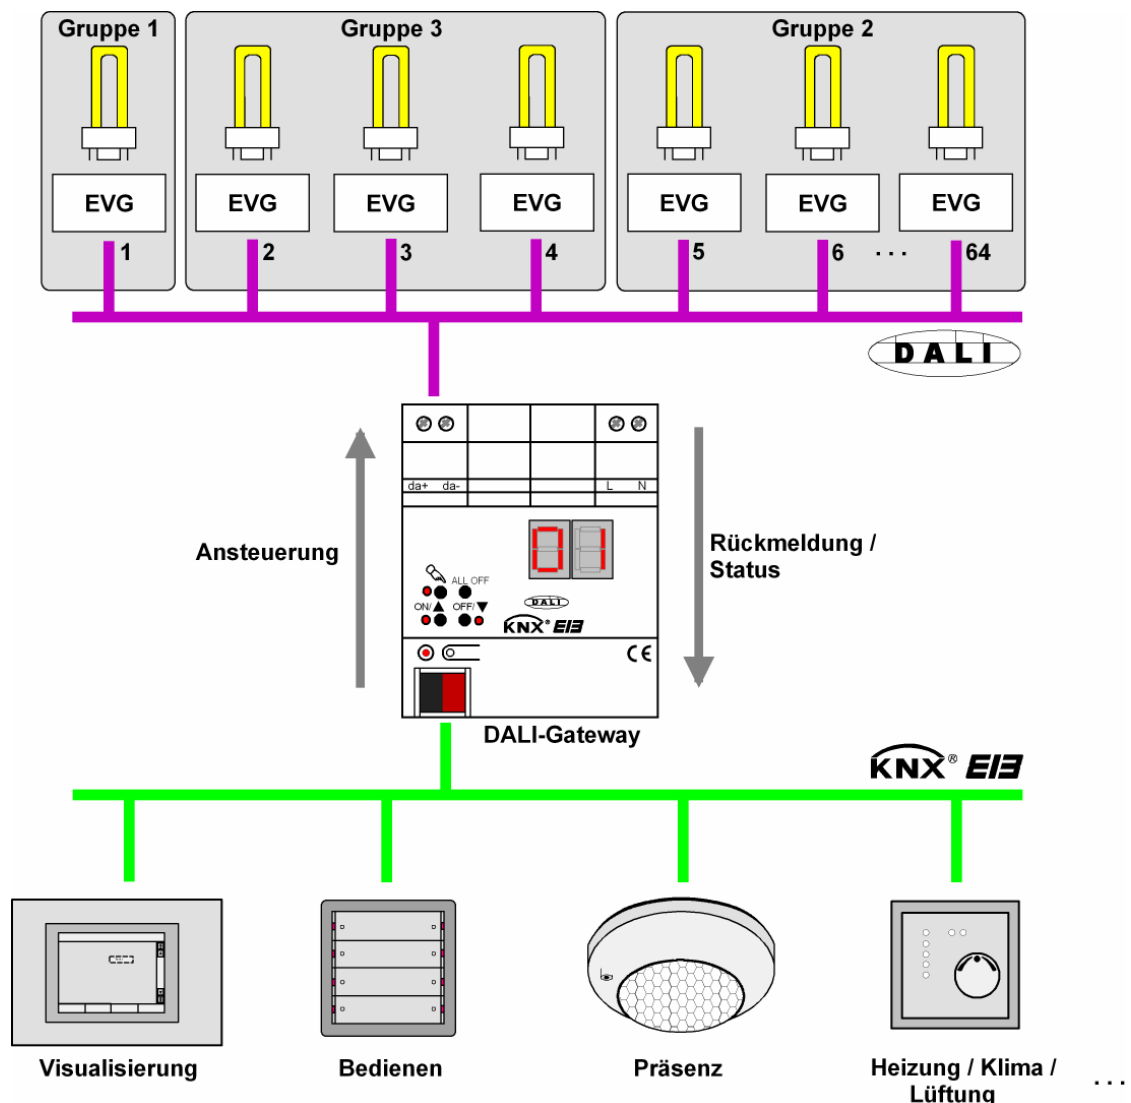 Gruppe 1 Gruppe 3 Gruppe 2
EVG EVG EVG EVG EVG EVG EVG
1 2 3 4 5 6 . . . 64
DALI
da+ da- L N
01
Ansteuerung
Rückmeldung /
Status
ALL OFF
DALI
ON/▲ OFF/▼
KNX® EIB
CE
DALI-Gateway
KNX® EIB
Visualisierung Bedienen Präsenz Heizung / Klima /
Lüftung . . .